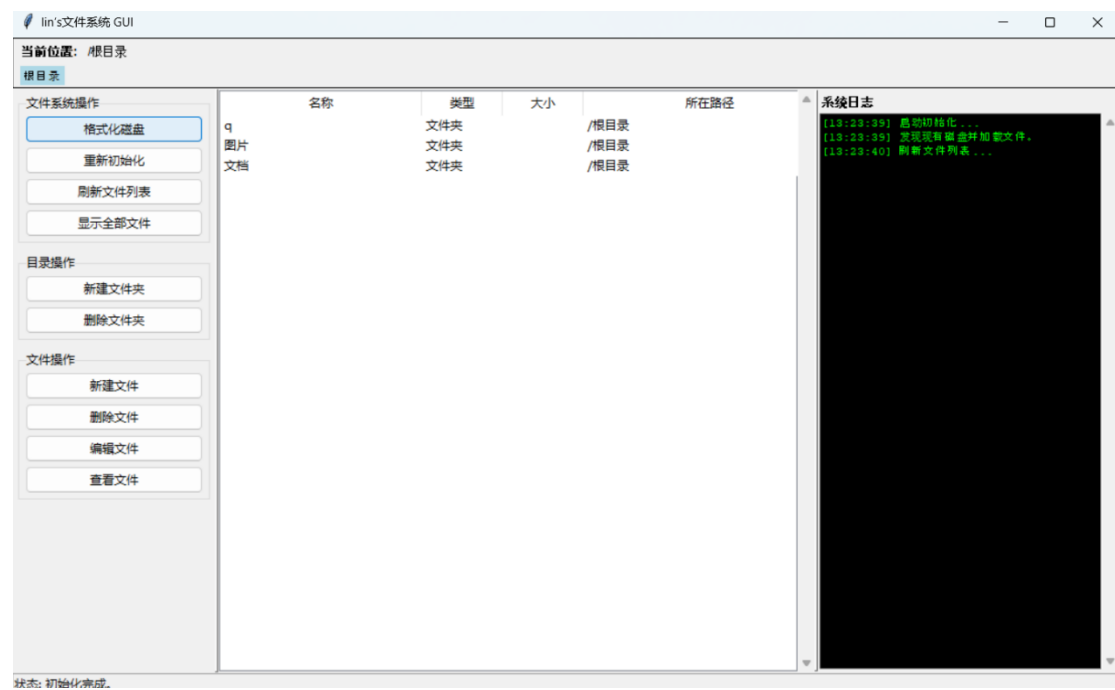 lin's文件系统 GUI
当前位置: /根目录
根目录
文件系统操作
格式化磁盘
重新初始化
刷新文件列表
显示全部文件
目录操作
新建文件夹
删除文件夹
文件操作
新建文件
删除文件
编辑文件
查看文件
名称 类型 大小 所在路径
q 文件夹 /根目录
图片 文件夹 /根目录
文档 文件夹 /根目录
系统日志
[13:23:39] 启动初始化...
[13:23:39] 发现现有磁盘并加载文件.
[13:23:40] 刷新文件列表...
状态: 初始化完成。